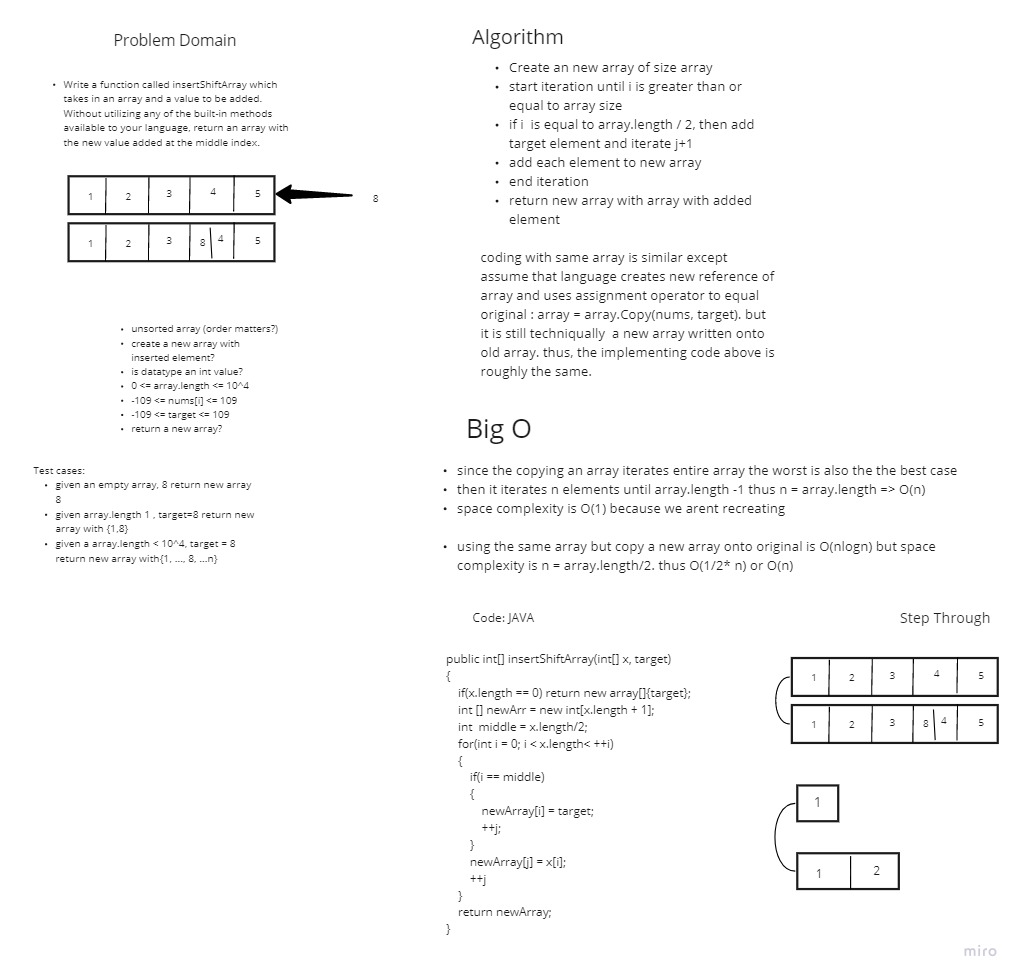 Problem Domain
• Write a function called insertShiftArray which
takes in an array and a value to be added.
Without utilizing any of the built-in methods
available to your language, return an array with
the new value added at the middle index.
1 2 3 4 5 8
1 2 3 8 4 5
• unsorted array (order matters?)
• create a new array with
inserted element?
• is datatype an int value?
• 0 <= array.length <= 10^4
• -109 <= nums[i] <= 109
• -109 <= target <= 109
• return a new array?
Test cases:
• given an empty array, 8 return new array
8
• given array.length 1 , target=8 return new
array with {1,8}
• given a array.length < 10^4, target = 8
return new array with{1, ..., 8, ...n}
Algorithm
• Create an new array of size array
• start iteration until i is greater than or
equal to array size
• if i is equal to array.length / 2, then add
target element and iterate j+1
• add each element to new array
• end iteration
• return new array with array with added
element
coding with same array is similar except
assume that language creates new reference of
array and uses assignment operator to equal
original : array = array.Copy(nums, target). but
it is still techniqually a new array written onto
old array. thus, the implementing code above is
roughly the same.
Big O
• since the copying an array iterates entire array the worst is also the the best case
• then it iterates n elements until array.length -1 thus n = array.length => O(n)
• space complexity is O(1) because we arent recreating
• using the same array but copy a new array onto original is O(nlogn) but space
complexity is n = array.length/2. thus O(1/2* n) or O(n)
Code: JAVA
public int[] insertShiftArray(int[] x, target)
{
if(x.length == 0) return new array[]{target};
int [] newArr = new int[x.length + 1];
int middle = x.length/2;
for(int i = 0; i < x.length< ++i)
{
if(i == middle)
{
newArray[i] = target;
++j;
}
newArray[j] = x[i];
++j
}
return newArray;
}
Step Through
1 2 3 4 5
1 2 3 8 4 5
1
1 2
miro